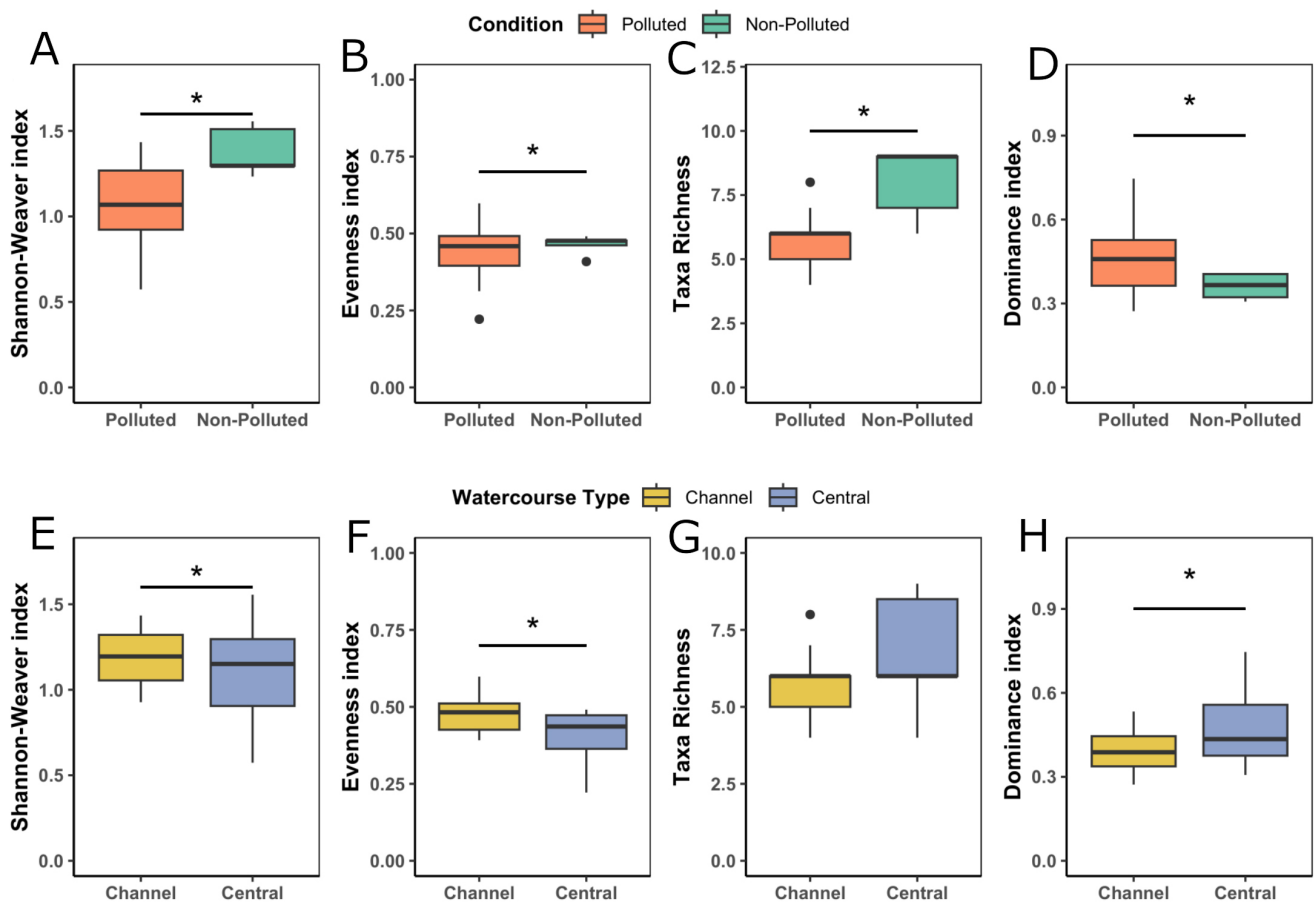 Condition Polluted Non-Polluted
A
Shannon-Weaver index
1.5
1.0
0.5
0.0
*
Polluted Non-Polluted
B
Evenness index
1.00
0.75
0.50
0.25
0.00
*
Polluted Non-Polluted
C
Taxa Richness
12.5
10.0
7.5
5.0
2.5
0.0
*
Polluted Non-Polluted
D
Dominance index
0.9
0.6
0.3
0.0
*
Polluted Non-Polluted
Watercourse Type Channel Central
E
Shannon-Weaver index
1.5
1.0
0.5
0.0
*
Channel Central
F
Evenness index
1.00
0.75
0.50
0.25
0.00
*
Channel Central
G
Taxa Richness
10.0
7.5
5.0
2.5
0.0
Channel Central
H
Dominance index
0.9
0.6
0.3
0.0
*
Channel Central